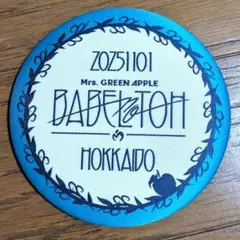 20251101
Mrs. GREEN APPLE
BABEL no TOH
HOKKAIDO